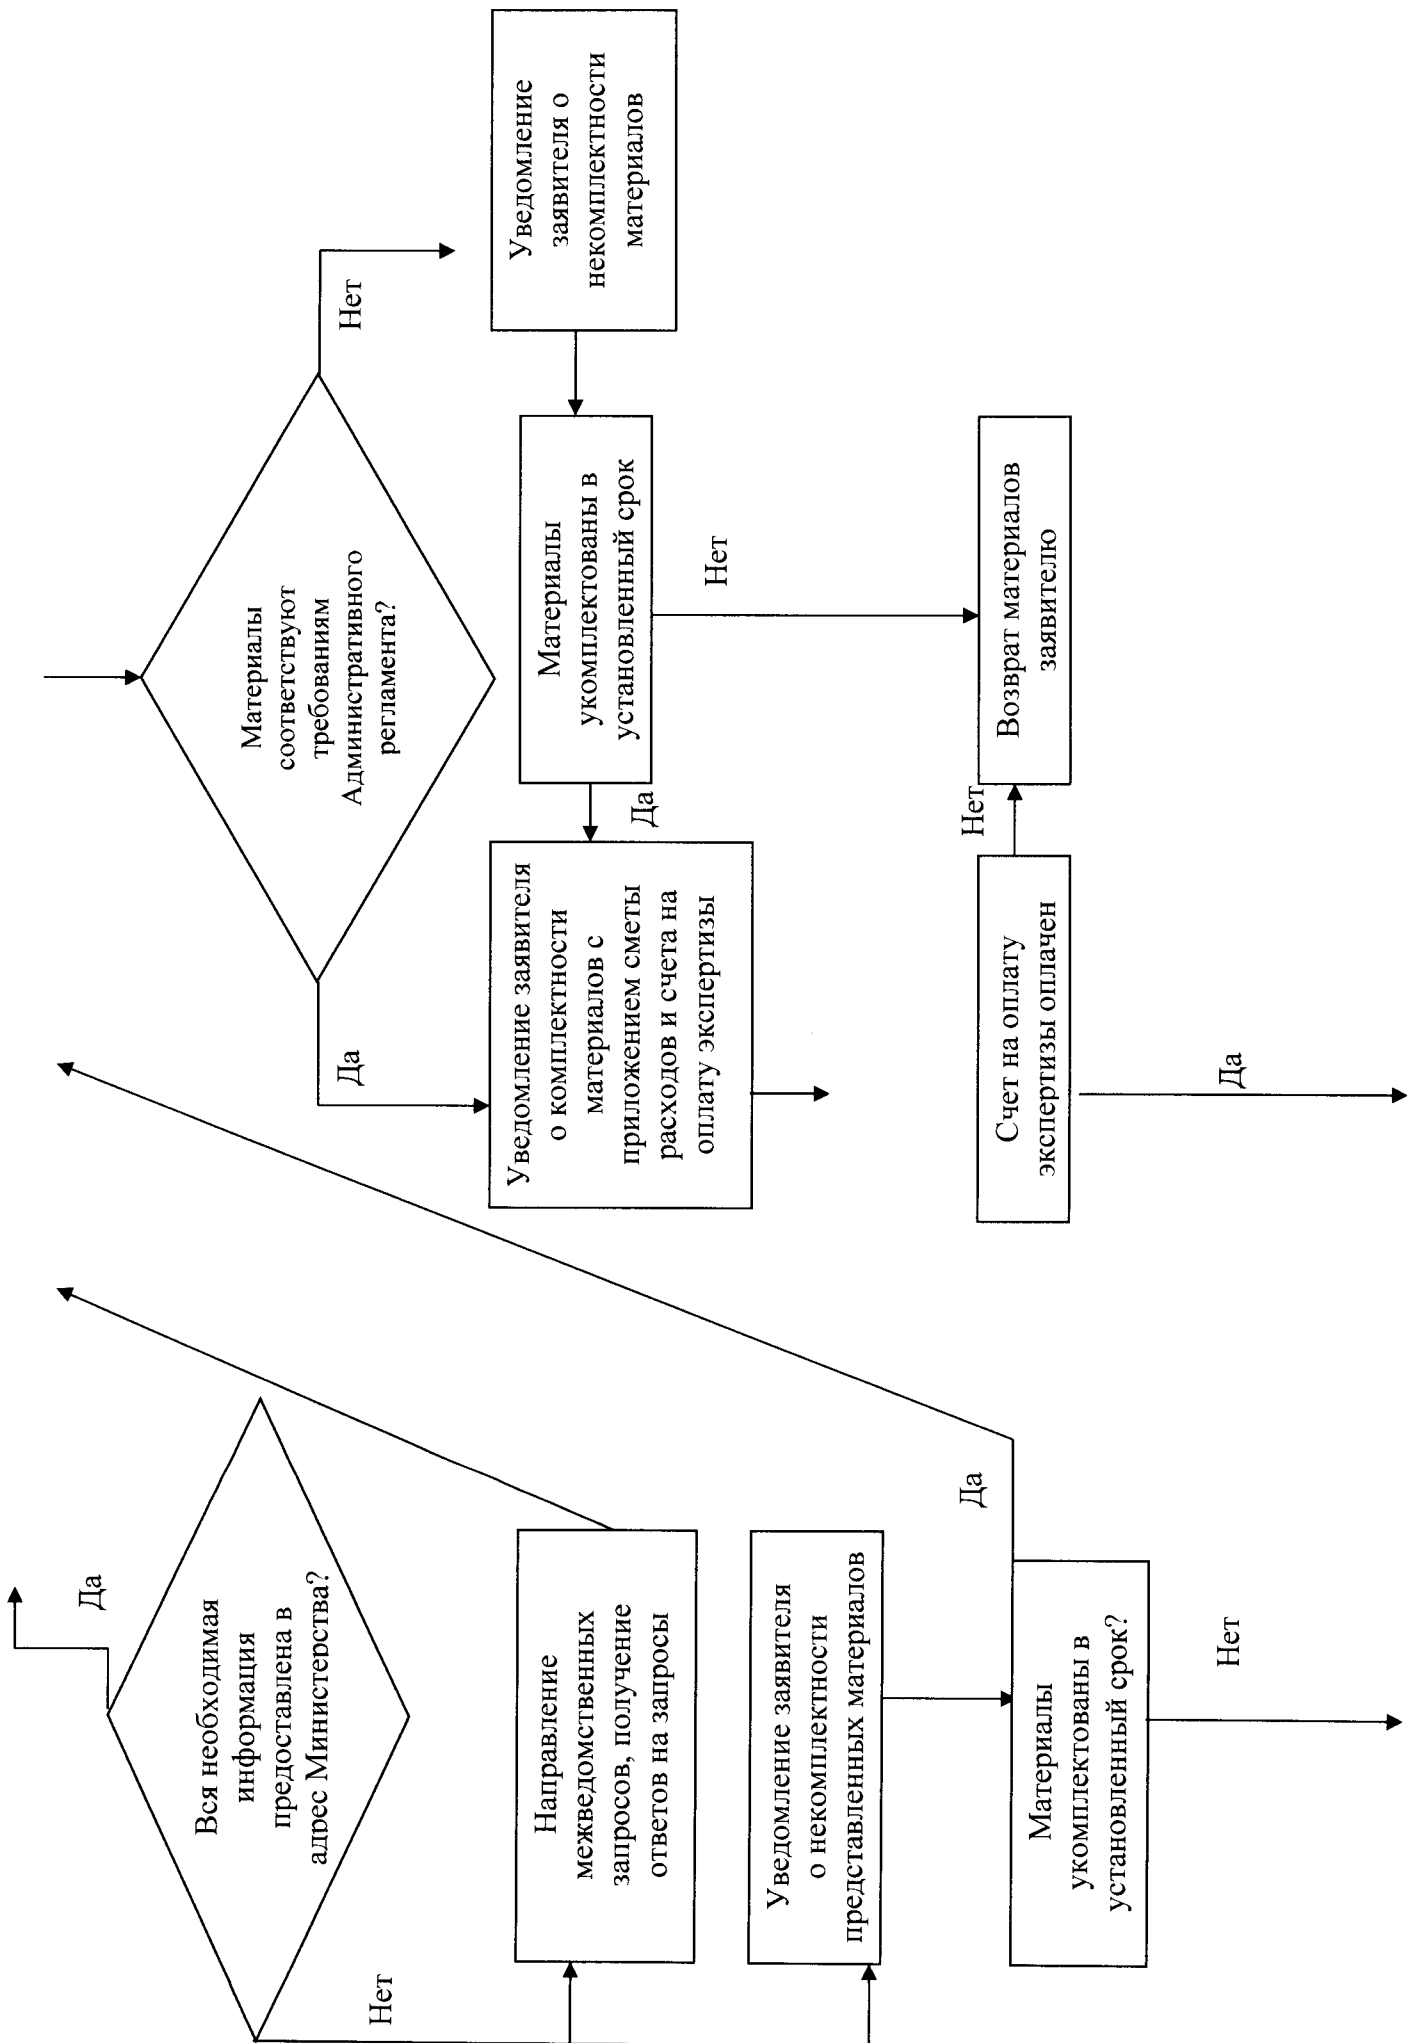 Вся необходимая
информация
предоставлена в
адрес Министерства?
Да
Нет
Направление
межведомственных
запросов, получение
ответов на запросы
Уведомление заявителя
о некомплектности
представленных материалов
Материалы
укомплектованы в
установленный срок?
Да
Нет
Материалы
соответствуют
требованиям
Административного
регламента?
Да
Нет
Уведомление заявителя
о комплектности
материалов с
приложением сметы
расходов и счета на
оплату экспертизы
Да
Материалы
укомплектованы в
установленный срок
Нет
Уведомление
заявителя о
некомплектности
материалов
Счет на оплату
экспертизы оплачен
Да
Нет
Возврат материалов
заявителю